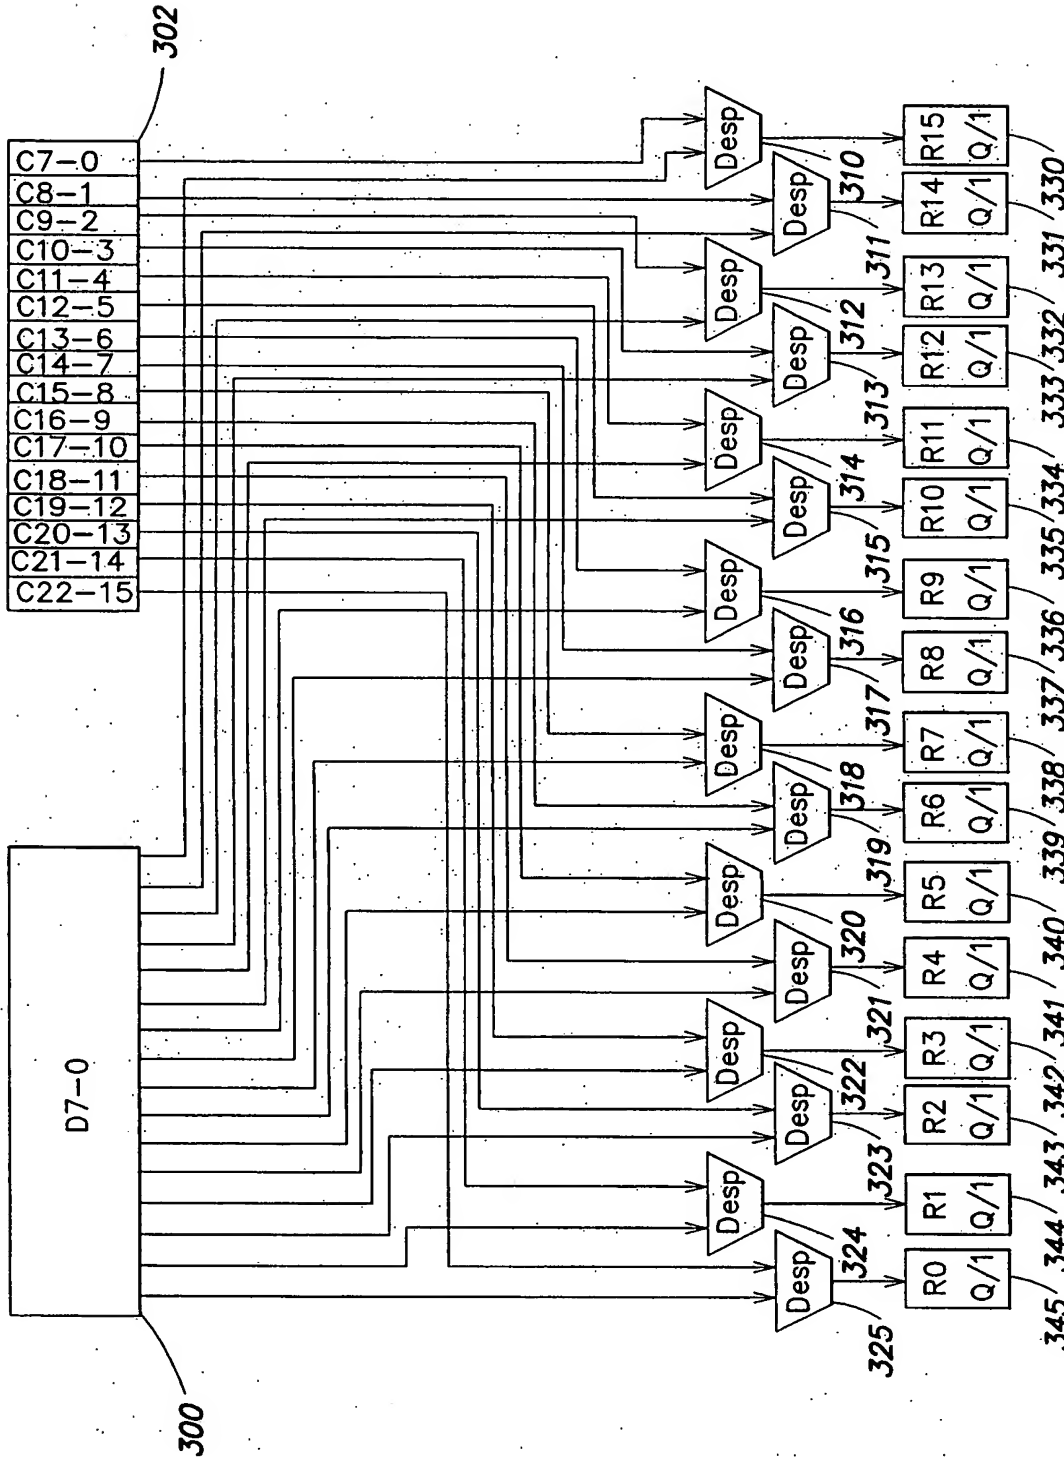 302
C7-0
C8-1
C9-2
C10-3
C11-4
C12-5
C13-6
C14-7
C15-8
C16-9
C17-10
C18-11
C19-12
C20-13
C21-14
C22-15
D7-0
300
Desp
310
Desp
311
Desp
312
Desp
313
Desp
314
Desp
315
Desp
316
Desp
317
Desp
318
Desp
319
Desp
320
Desp
321
Desp
322
Desp
323
Desp
324
Desp
325
R15 Q/1
330
R14 Q/1
331
R13 Q/1
332
R12 Q/1
333
R11 Q/1
334
R10 Q/1
335
R9 Q/1
336
R8 Q/1
337
R7 Q/1
338
R6 Q/1
339
R5 Q/1
340
R4 Q/1
341
R3 Q/1
342
R2 Q/1
343
R1 Q/1
344
R0 Q/1
345